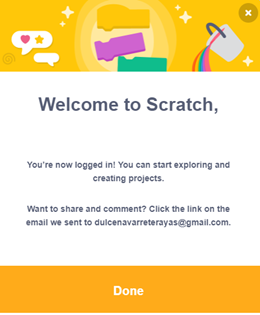 Welcome to Scratch,
You're now logged in! You can start exploring and
creating projects.
Want to share and comment? Click the link on the
email we sent to dulcenavarreterayas@gmail.com.
Done